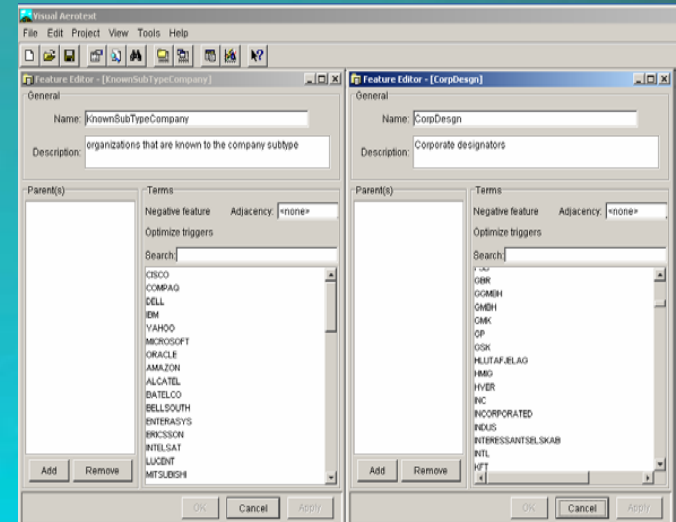 Visual Aerotext
File Edit Project View Tools Help
Feature Editor - [KnownSubTypeCompany]
General
Name: KnownSubTypeCompany
Description: organizations that are known to the company subtype
Parent(s)
Terms
Negative feature Adjacency: <none>
Optimize triggers
Search:
CISCO
COMPAQ
DELL
IBM
YAHOO
MICROSOFT
ORACLE
AMAZON
ALCATEL
BATELCO
BELLSOUTH
ENTERASYS
ERICSSON
INTELSAT
LUCENT
MITSUBISHI
Add Remove
OK Cancel Apply
Feature Editor - [CorpDesgn]
General
Name: CorpDesgn
Description: Corporate designators
Parent(s)
Terms
Negative feature Adjacency: <none>
Optimize triggers
Search:
GBR
GGMBH
GMBH
GMK
GP
GSK
HLUTAFJELAG
HMIG
HVER
INC
INCORPORATED
INDUS
INTERESSANTSELSKAB
INTL
KFT
Add Remove
OK Cancel Apply